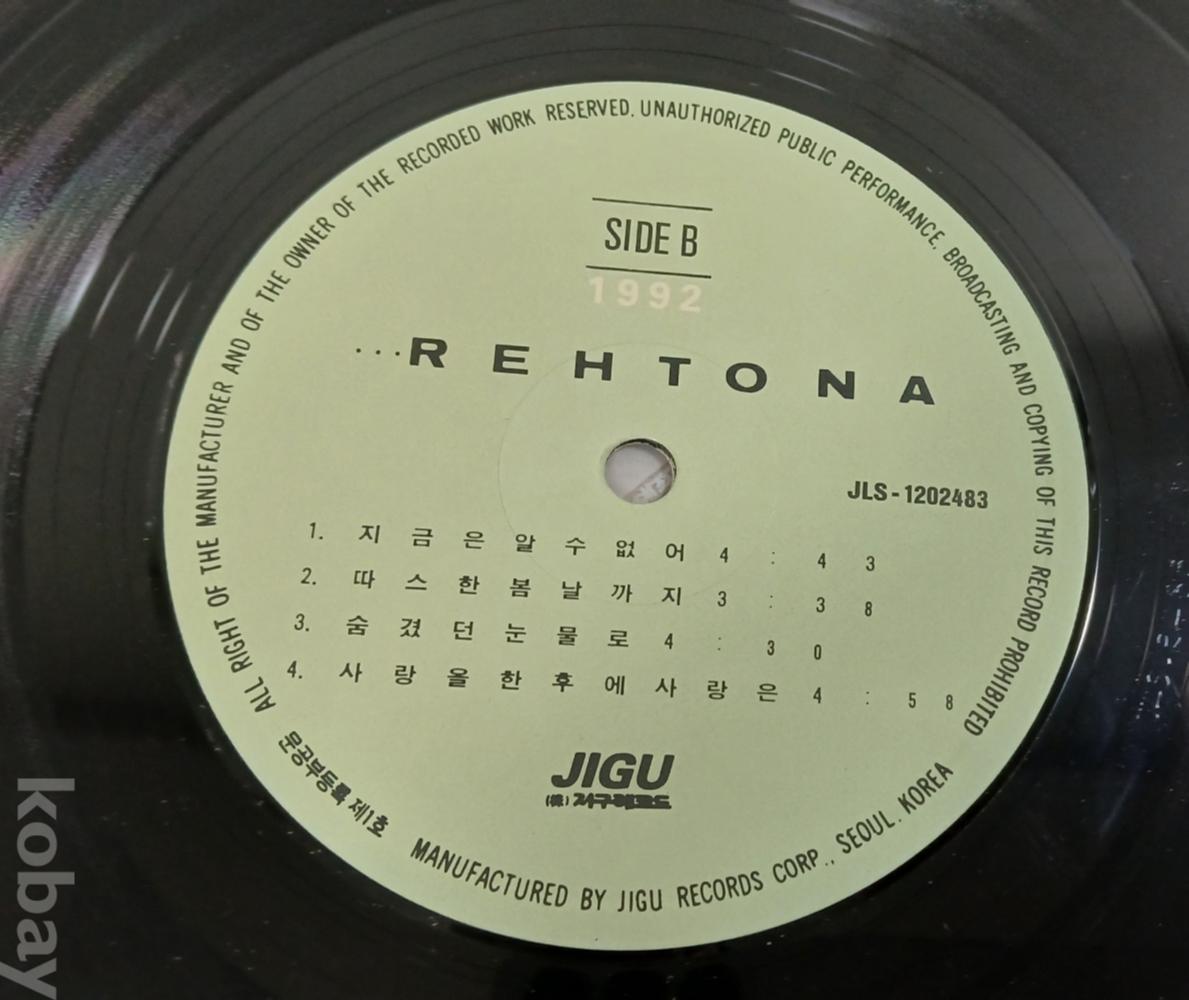 ALL RIGHT OF THE MANUFACTURER AND OF THE OWNER OF THE RECORDED WORK RESERVED. UNAUTHORIZED PUBLIC PERFORMANCE, BROADCASTING AND COPYING OF THIS RECORD PROHIBITED
SIDE B
1992
...REHTONA
JLS-1202483
1. 지금은알수없어 4:43
2. 따스한봄날까지 3:38
3. 숨겼던눈물로 4:30
4. 사랑을한후에사랑은 4:58
JIGU
(株)지구레코드
문공부등록 제1호
MANUFACTURED BY JIGU RECORDS CORP., SEOUL. KOREA
kobay